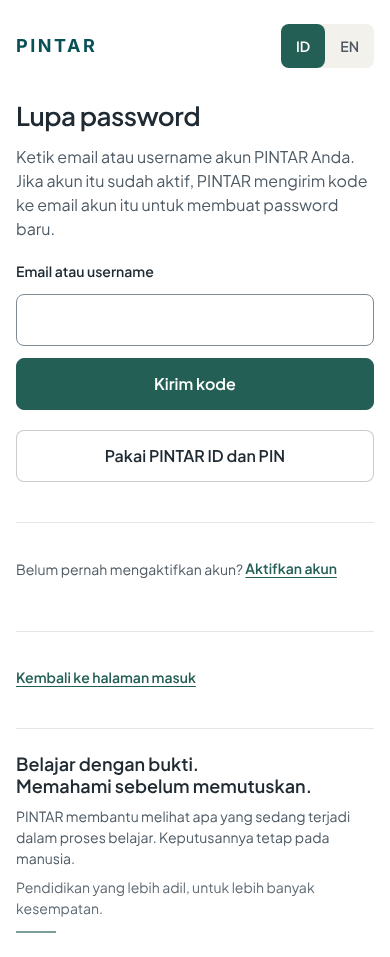 PINTAR
ID
EN
Lupa password
Ketik email atau username akun PINTAR Anda.
Jika akun itu sudah aktif, PINTAR mengirim kode
ke email akun itu untuk membuat password
baru.
Email atau username
Kirim kode
Pakai PINTAR ID dan PIN
Belum pernah mengaktifkan akun? Aktifkan akun
Kembali ke halaman masuk
Belajar dengan bukti.
Memahami sebelum memutuskan.
PINTAR membantu melihat apa yang sedang terjadi
dalam proses belajar. Keputusannya tetap pada
manusia.
Pendidikan yang lebih adil, untuk lebih banyak
kesempatan.